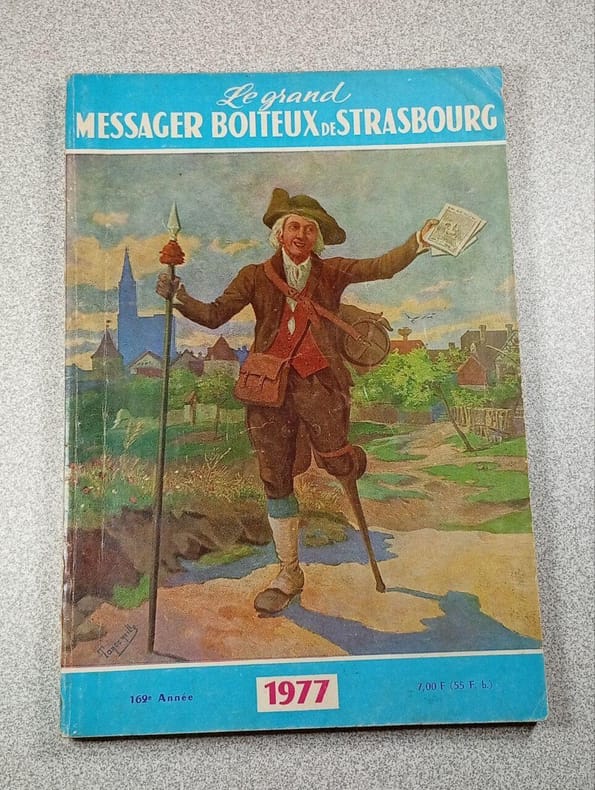 Le grand
MESSAGER BOITEUX DE STRASBOURG
169e Année
1977
7,00 F (55 F. b.)